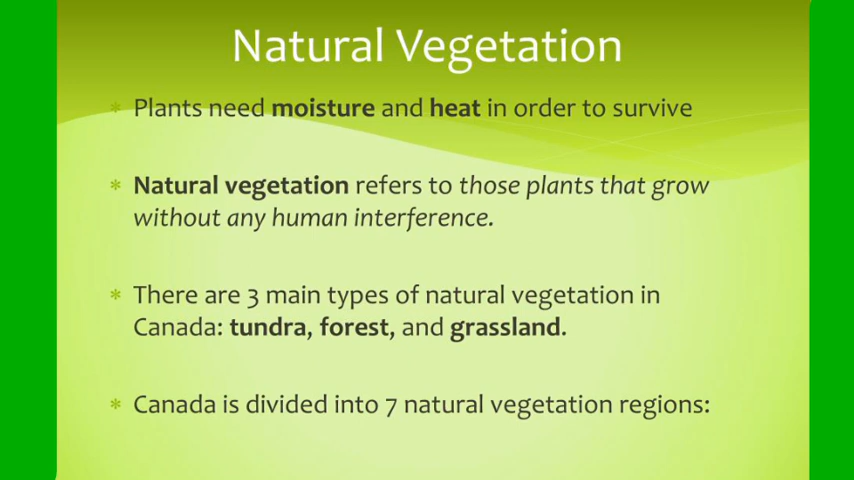 Natural Vegetation
* Plants need moisture and heat in order to survive
* Natural vegetation refers to those plants that grow
without any human interference.
* There are 3 main types of natural vegetation in
Canada: tundra, forest, and grassland.
* Canada is divided into 7 natural vegetation regions: